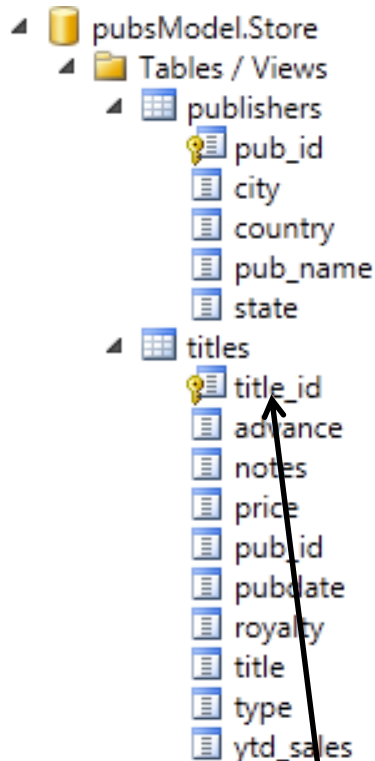 pubsModel.Store
Tables / Views
publishers
pub_id
city
country
pub_name
state
titles
title_id
advance
notes
price
pub_id
pubdate
royalty
title
type
ytd_sales